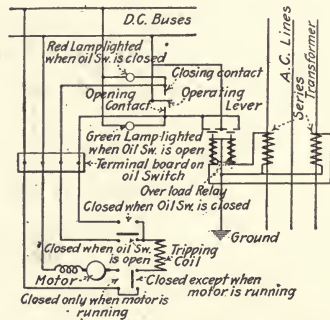 D.C. Buses
Red Lamp lighted
when oil Sw. is closed
Closing contact
Opening
Contact
Operating
Lever
A.C. Lines
Series
Transformer
Green Lamp lighted
when Oil Sw. is open
Terminal board on
oil Switch
Over load Relay
Closed when Oil Sw. is closed
Ground
Closed when oil Sw.
is open
Tripping
Coil
Motor
Closed except when
motor is running
Closed only when motor is
running